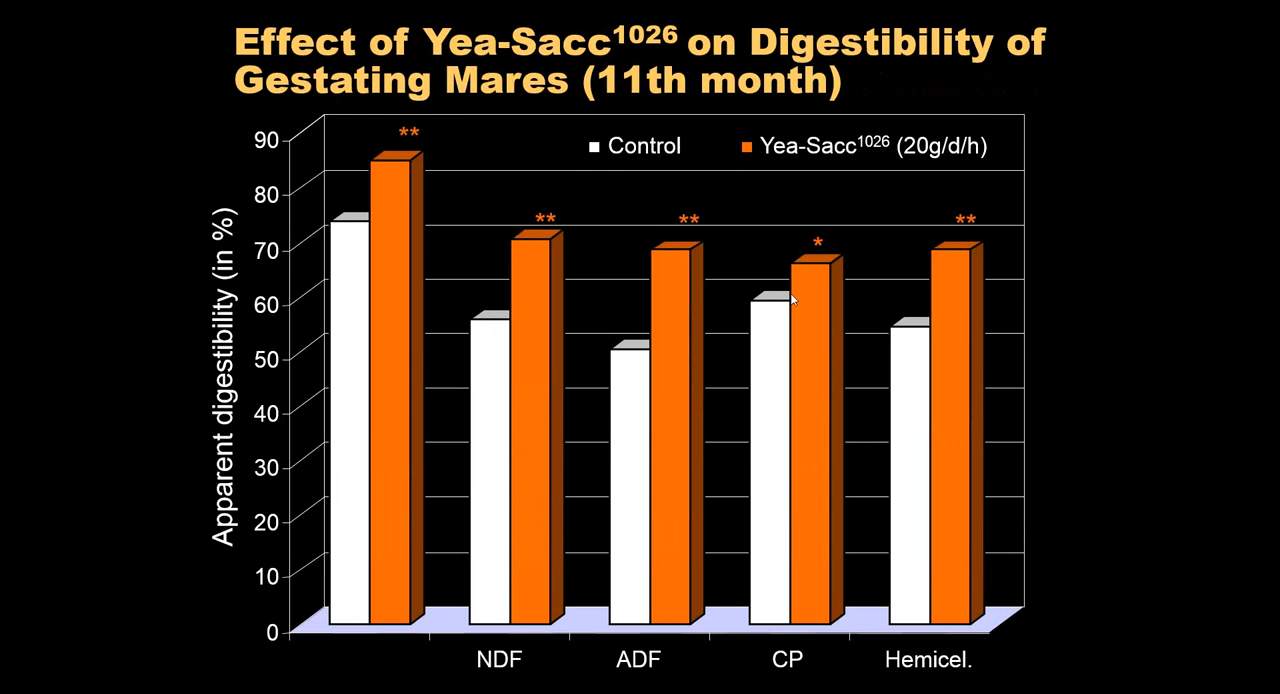 Effect of Yea-Sacc¹⁰²⁶ on Digestibility of
Gestating Mares (11th month)
Control
Yea-Sacc¹⁰²⁶ (20g/d/h)
Apparent digestibility (in %)
90
80
70
60
50
40
30
20
10
0
**
**
**
*
**
NDF
ADF
CP
Hemicel.